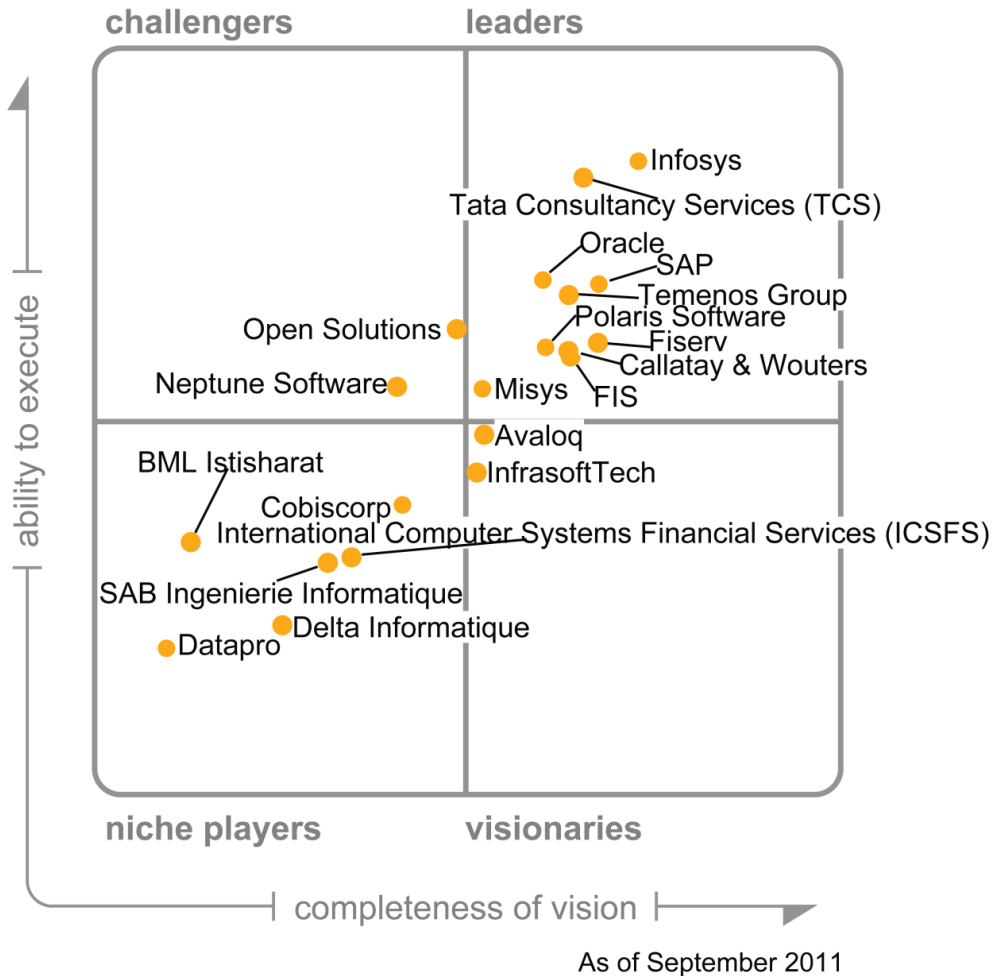 challengers
leaders
Infosys
Tata Consultancy Services (TCS)
Oracle
SAP
Temenos Group
Polaris Software
Open Solutions
Fiserv
Callatay & Wouters
Neptune Software
Misys
FIS
Avaloq
BML Istisharat
InfrasoftTech
Cobiscorp
International Computer Systems Financial Services (ICSFS)
SAB Ingenierie Informatique
Delta Informatique
Datapro
ability to execute
niche players
visionaries
completeness of vision
As of September 2011